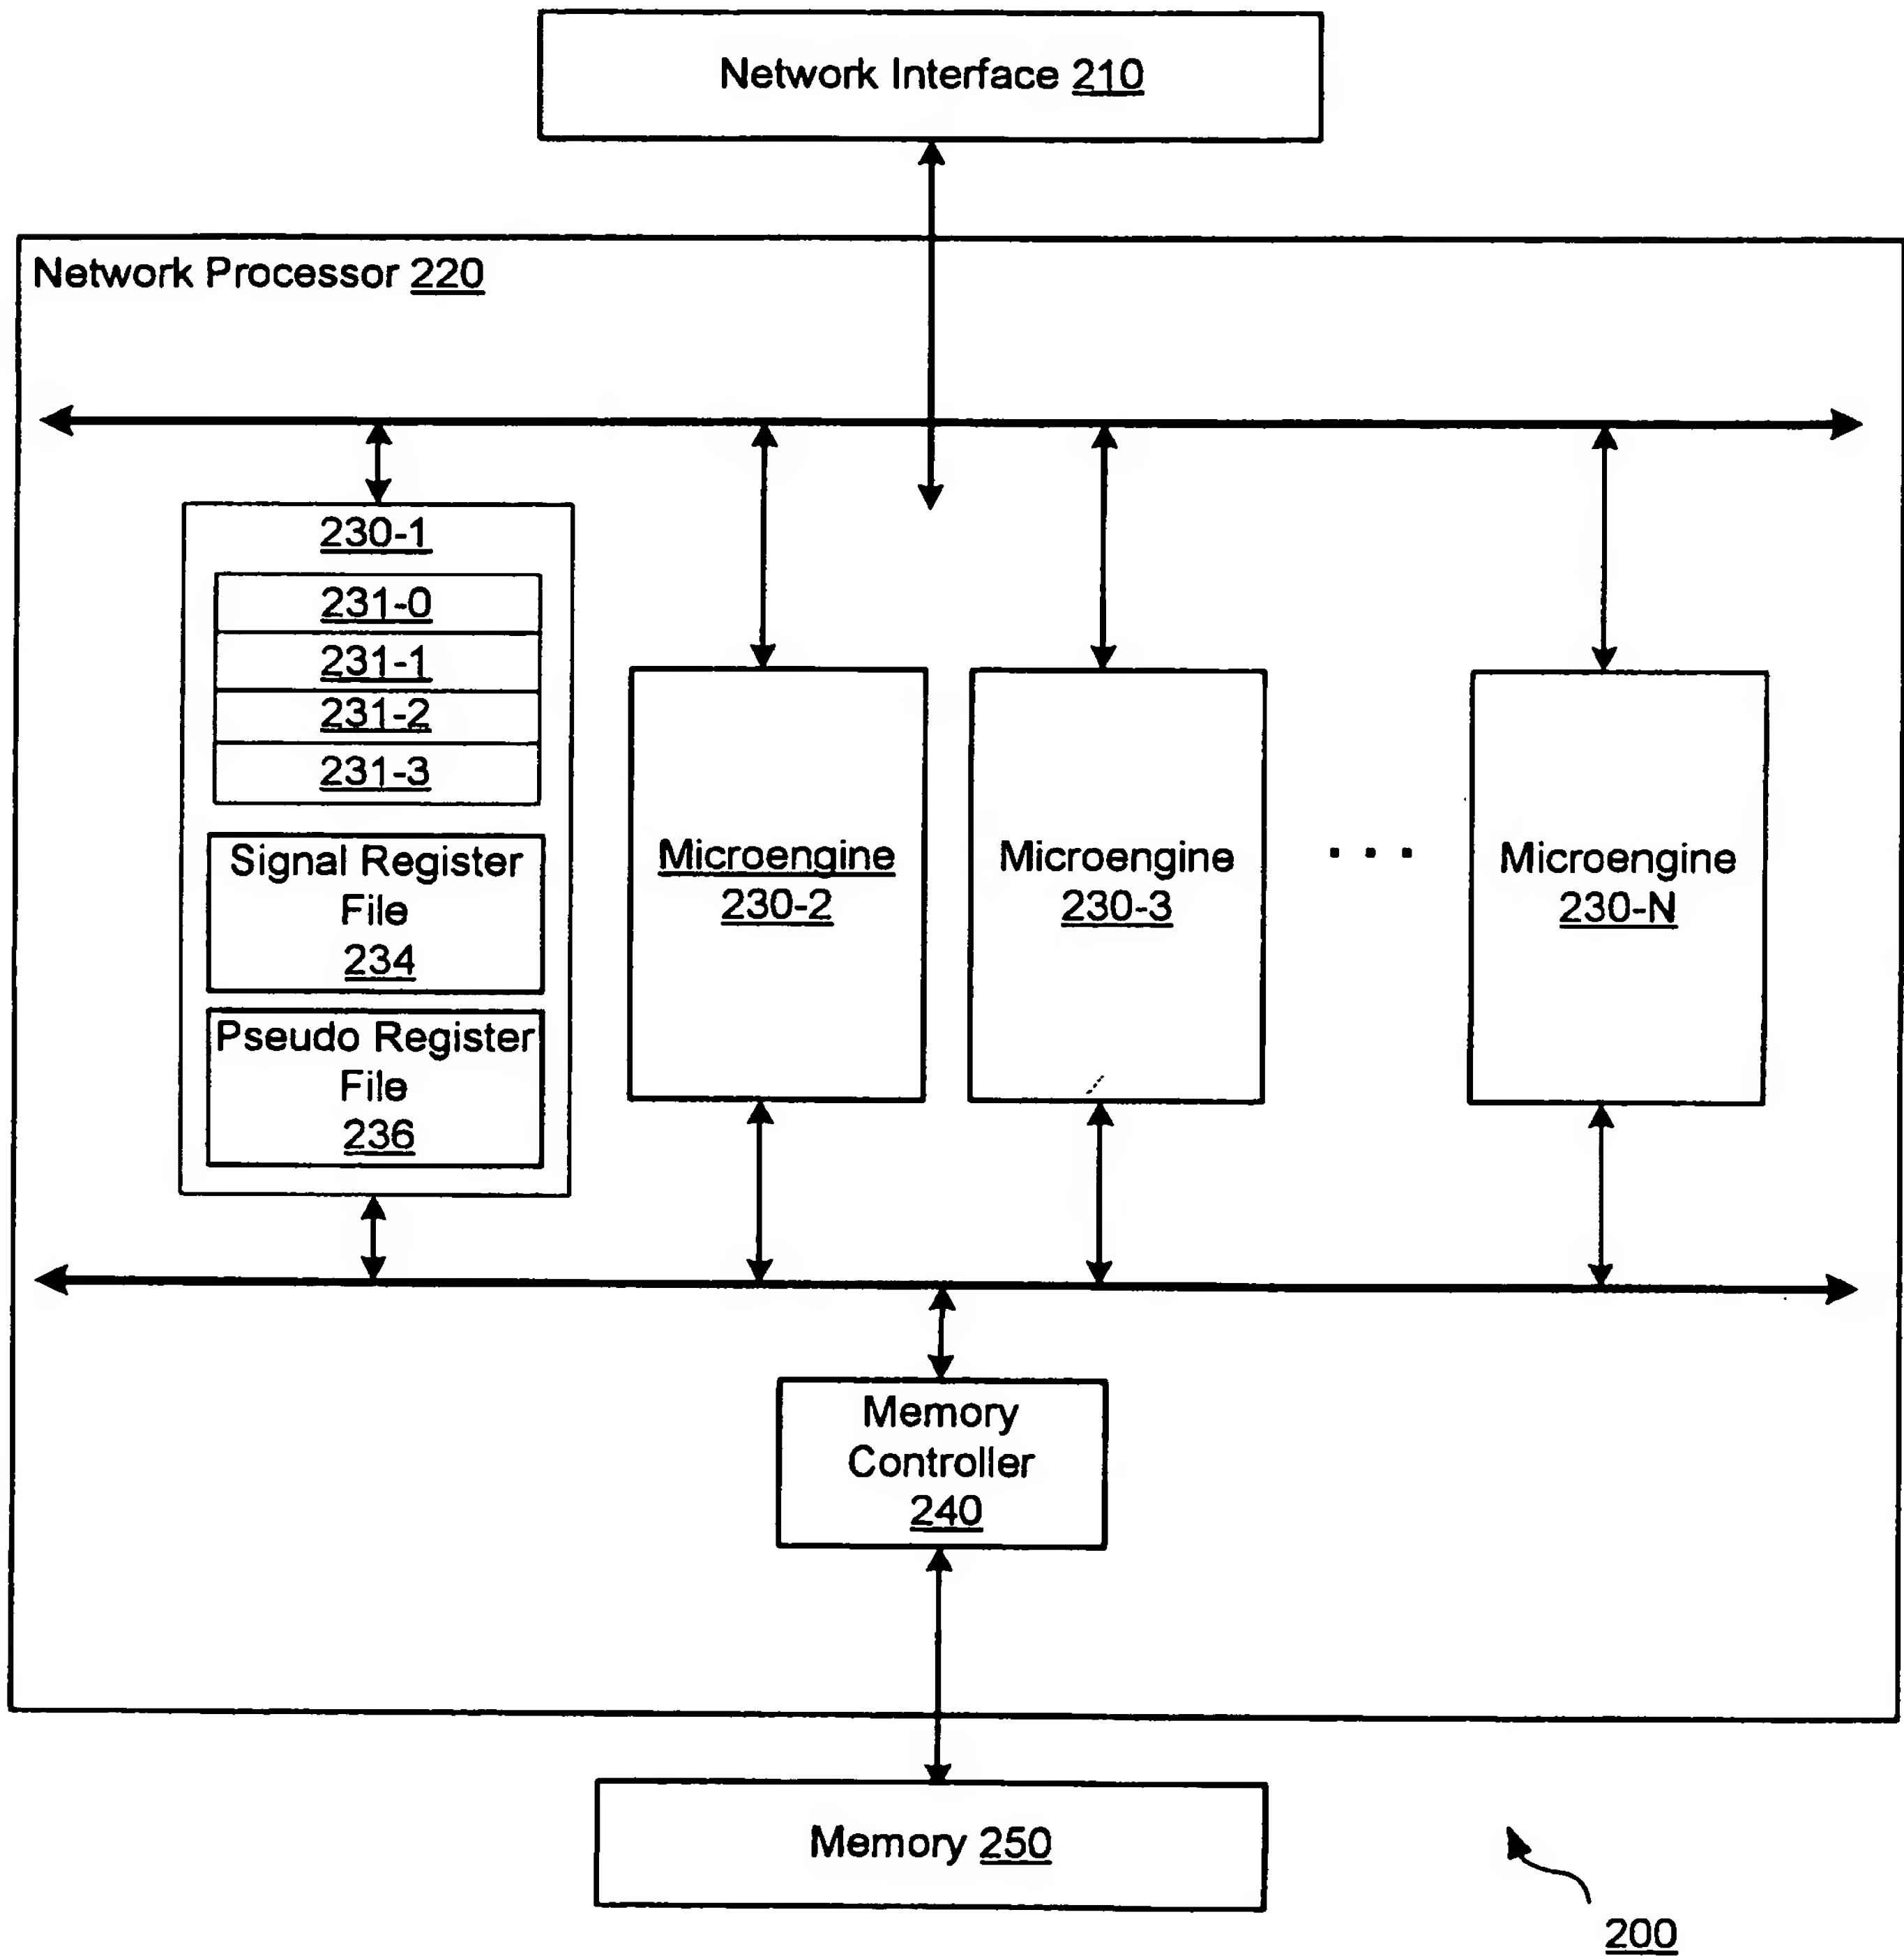 Network Interface 210
Network Processor 220
230-1
231-0
231-1
231-2
231-3
Signal Register
File
234
Pseudo Register
File
236
Microengine
230-2
Microengine
230-3
. . .
Microengine
230-N
Memory
Controller
240
Memory 250
200